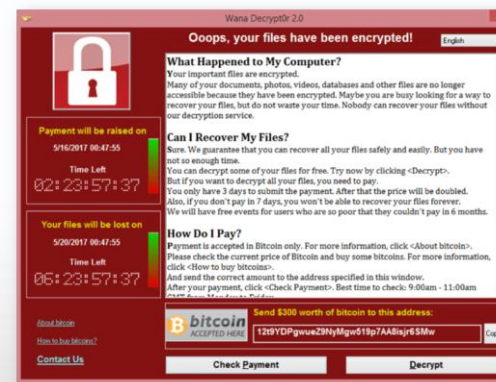 Wana Decrypt0r 2.0
Ooops, your files have been encrypted!
English
What Happened to My Computer?
Your important files are encrypted.
Many of your documents, photos, videos, databases and other files are no longer
accessible because they have been encrypted. Maybe you are busy looking for a way to
recover your files, but do not waste your time. Nobody can recover your files without
our decryption service.
Can I Recover My Files?
Sure. We guarantee that you can recover all your files safely and easily. But you have
not so enough time.
You can decrypt some of your files for free. Try now by clicking <Decrypt>.
But if you want to decrypt all your files, you need to pay.
You only have 3 days to submit the payment. After that the price will be doubled.
Also, if you don't pay in 7 days, you won't be able to recover your files forever.
We will have free events for users who are so poor that they couldn't pay in 6 months.
How Do I Pay?
Payment is accepted in Bitcoin only. For more information, click <About bitcoin>.
Please check the current price of Bitcoin and buy some bitcoins. For more information,
click <How to buy bitcoins>.
And send the correct amount to the address specified in this window.
After your payment, click <Check Payment>. Best time to check: 9:00am - 11:00am
GMT from Monday to Friday.
Payment will be raised on
5/16/2017 00:47:55
Time Left
02:23:57:37
Your files will be lost on
5/20/2017 00:47:55
Time Left
06:23:57:37
About bitcoin
How to buy bitcoins?
Contact Us
bitcoin
ACCEPTED HERE
Send $300 worth of bitcoin to this address:
12t9YDPgwueZ9NyMgw519p7AA8isjr6SMw
Cop
Check Payment
Decrypt